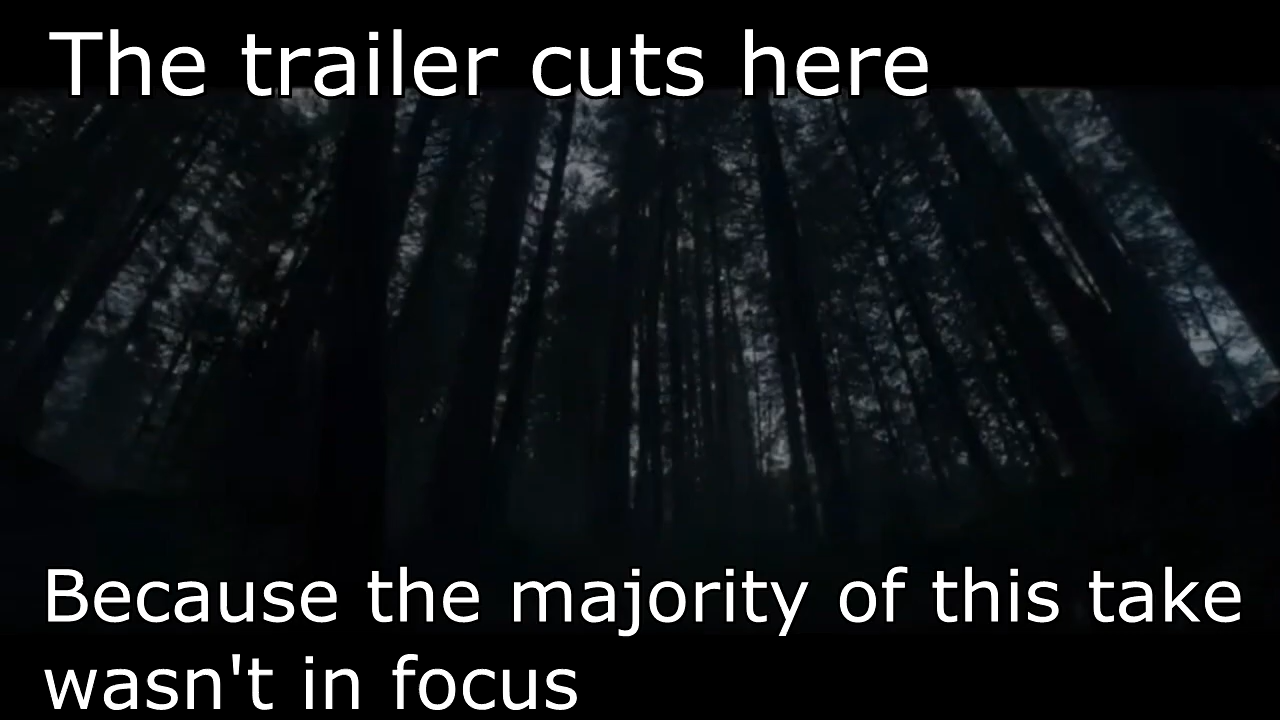 The trailer cuts here
Because the majority of this take
wasn't in focus